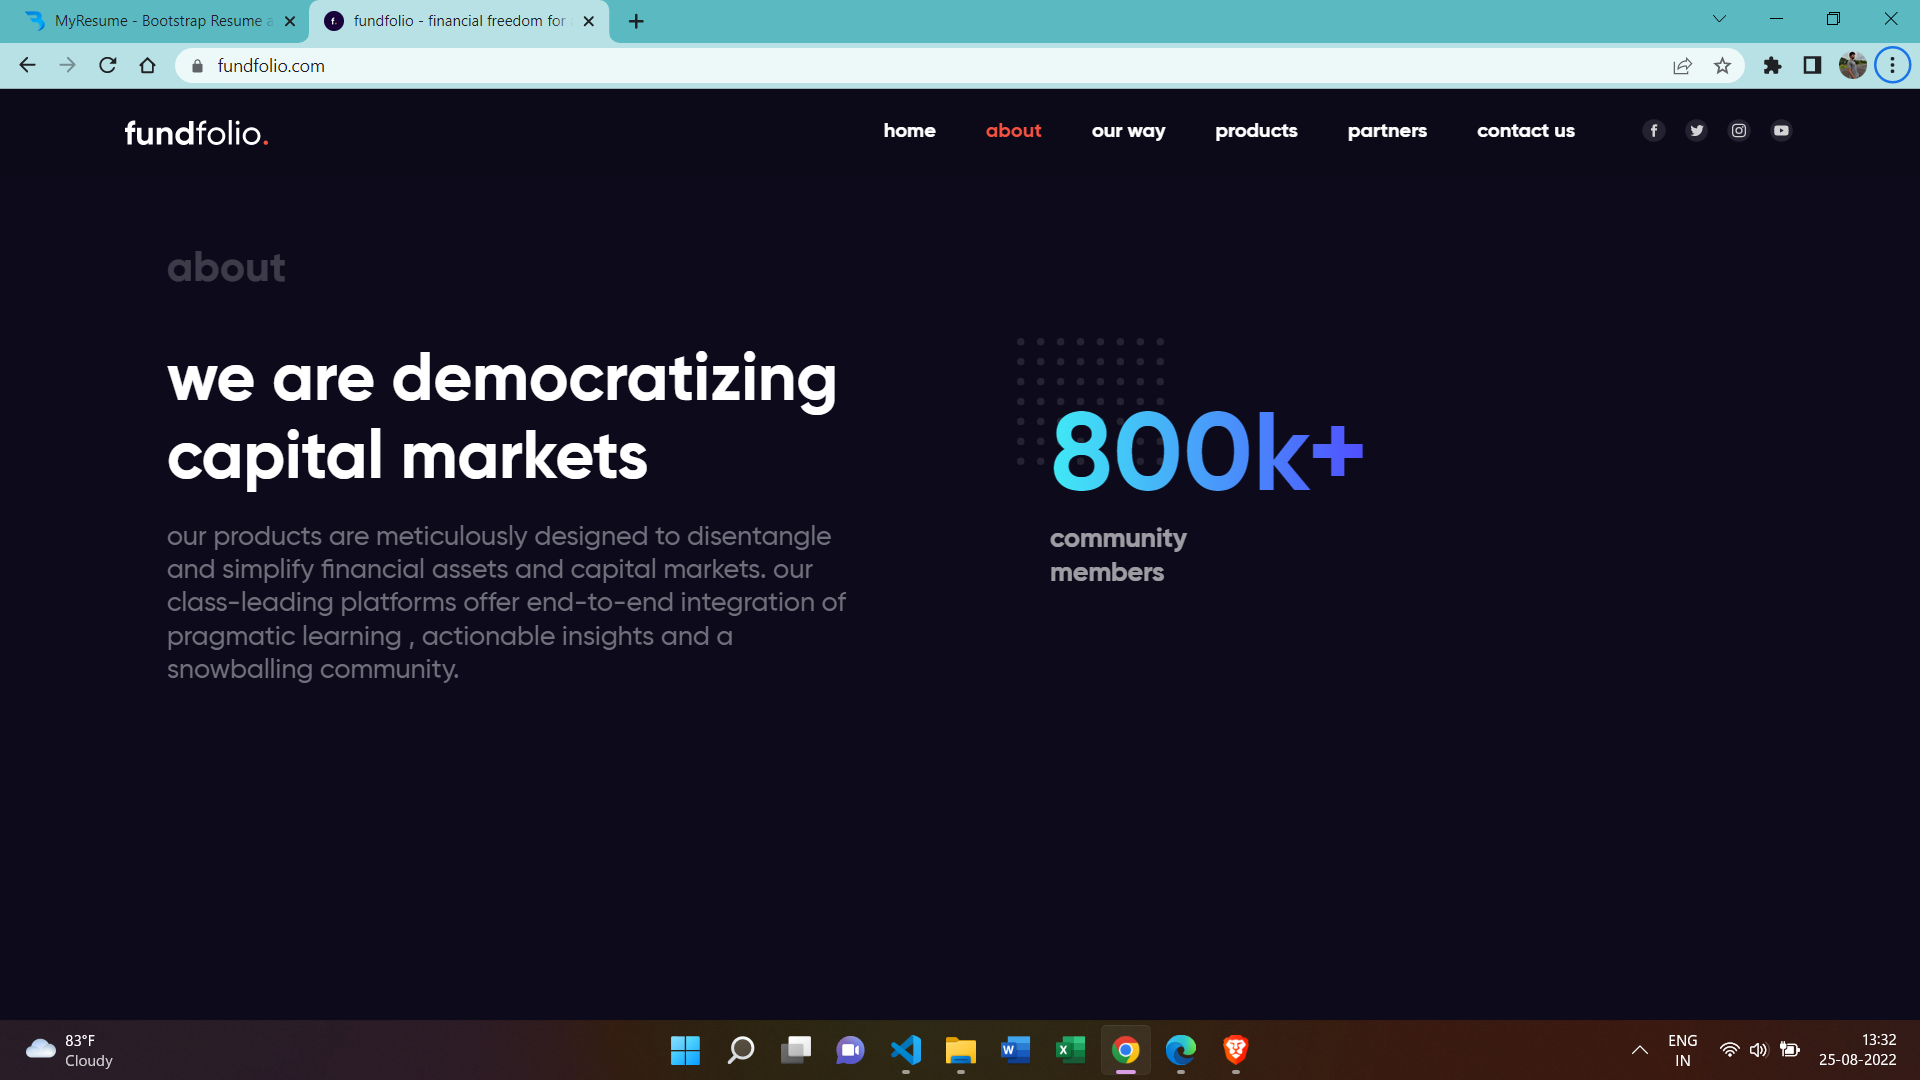 MyResume - Bootstrap Resume a
fundfolio - financial freedom for
fundfolio.com
fundfolio.
home
about
our way
products
partners
contact us
about
we are democratizing
capital markets
our products are meticulously designed to disentangle
and simplify financial assets and capital markets. our
class-leading platforms offer end-to-end integration of
pragmatic learning , actionable insights and a
snowballing community.
800k+
community
members
83°F
Cloudy
ENG
IN
13:32
25-08-2022